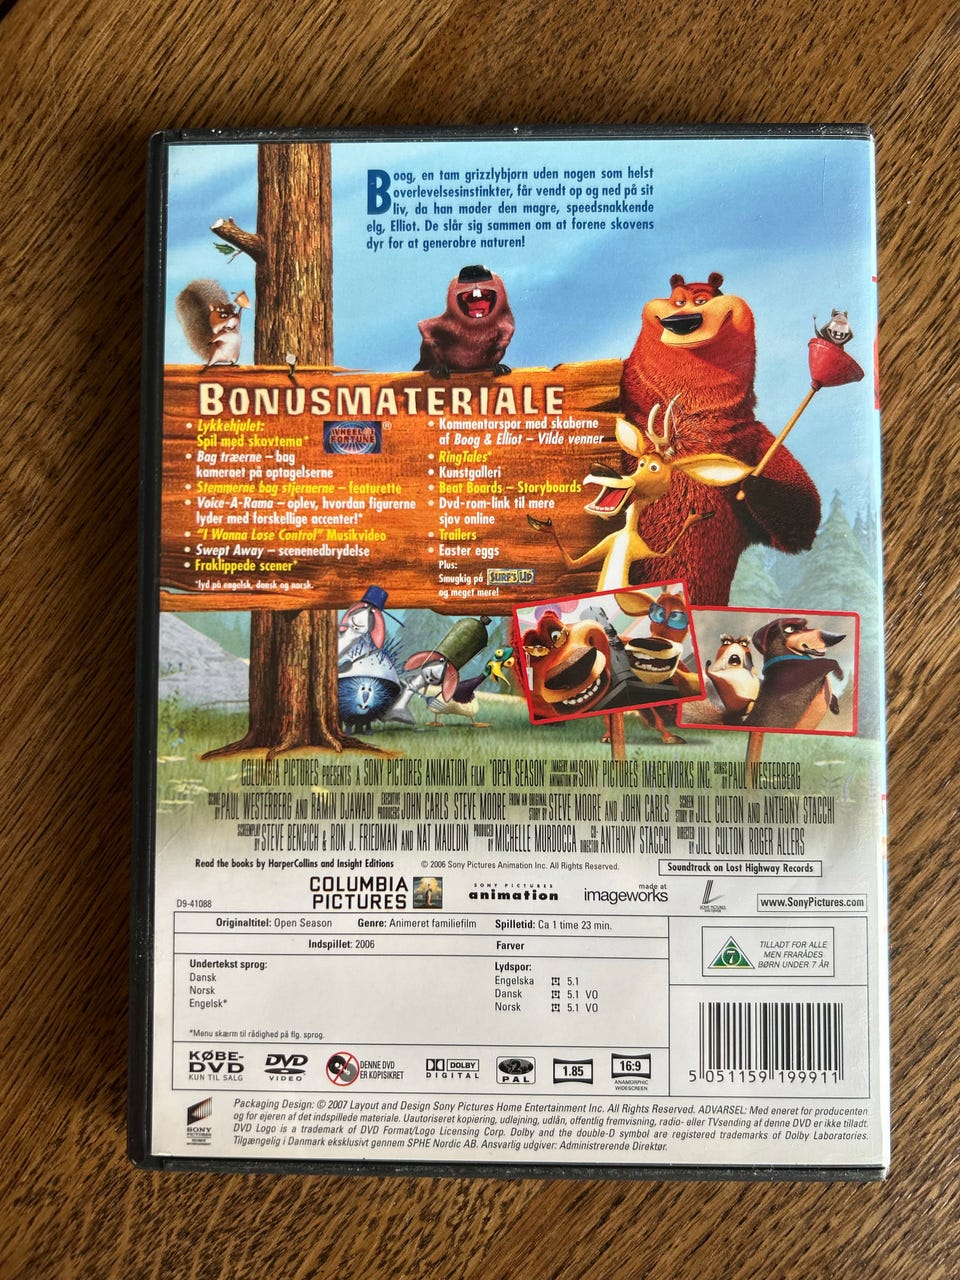 Boog, en tam grizzlybjørn uden nogen som helst
overlevelsesinstinkter, får vendt op og ned på sit
liv, da han møder den magre, speedsnakkende
elg, Elliot. De slår sig sammen om at forene skovens
dyr for at generobre naturen!
BONUSMATERIALE
• Lykkehjulet:
Spil med skovtema*
WHEEL OF FORTUNE ®
• Bag træerne – bag
kameraet på optagelserne
• Stemmerne bag stjernerne – featurette
• Voice-A-Rama – oplev, hvordan figurerne
lyder med forskellige accenter!*
• "I Wanna Lose Control" Musikvideo
• Swept Away – scenenedbrydelse
• Fraklippede scener*
*lyd på engelsk, dansk og norsk.
• Kommentarspor med skaberne
af Boog & Elliot – Vilde venner
• RingTales*
• Kunstgalleri
• Beat Boards – Storyboards
• Dvd-rom-link til mere
sjov online
• Trailers
• Easter eggs
Plus:
Smugkig på SURF'S UP
og meget mere!
COLUMBIA PICTURES PRESENTS A SONY PICTURES ANIMATION FILM "OPEN SEASON" IMAGERY AND ANIMATION BY SONY PICTURES IMAGEWORKS INC. SONGS BY PAUL WESTERBERG
SCORE BY PAUL WESTERBERG AND RAMIN DJAWADI EXECUTIVE PRODUCERS JOHN CARLS STEVE MOORE FROM AN ORIGINAL STORY BY STEVE MOORE AND JOHN CARLS SCREEN STORY BY JILL CULTON AND ANTHONY STACCHI
SCREENPLAY BY STEVE BENCICH & RON J. FRIEDMAN AND NAT MAULDIN PRODUCED BY MICHELLE MURDOCCA CO-DIRECTOR ANTHONY STACCHI DIRECTED BY JILL CULTON ROGER ALLERS
Read the books by HarperCollins and Insight Editions
© 2006 Sony Pictures Animation Inc. All Rights Reserved.
Soundtrack on Lost Highway Records
COLUMBIA
PICTURES
SONY PICTURES
animation
made at
imageworks
www.SonyPictures.com
D9-41088
Originaltitel: Open Season Genre: Animeret familiefilm Spilletid: Ca 1 time 23 min.
Indspillet: 2006 Farver
Undertekst sprog:
Dansk
Norsk
Engelsk*
*Menu skærm til rådighed på flg. sprog.
Lydspor:
Engelska 5.1
Dansk 5.1 VO
Norsk 5.1 VO
7
TILLADT FOR ALLE
MEN FRARÅDES
BØRN UNDER 7 ÅR
KØBE-
DVD
KUN TIL SALG
DVD
VIDEO
DENNE DVD
ER KOPISIKRET
DOLBY
DIGITAL
2
PAL
1.85
16:9
ANAMORPHIC
WIDESCREEN
5 051159 199911
SONY
PICTURES
Packaging Design: © 2007 Layout and Design Sony Pictures Home Entertainment Inc. All Rights Reserved. ADVARSEL: Med eneret for producenten
og for ejeren af det indspillede materiale. Uautoriseret kopiering, udlejning, udlån, offentlig fremvisning, radio- eller TVsending af denne DVD er ikke tilladt.
DVD Logo is a trademark of DVD Format/Logo Licensing Corp. Dolby and the double-D symbol are registered trademarks of Dolby Laboratories.
Tilgængelig i Danmark eksklusivt gennem SPHE Nordic AB. Ansvarlig udgiver: Administrerende Direktør.